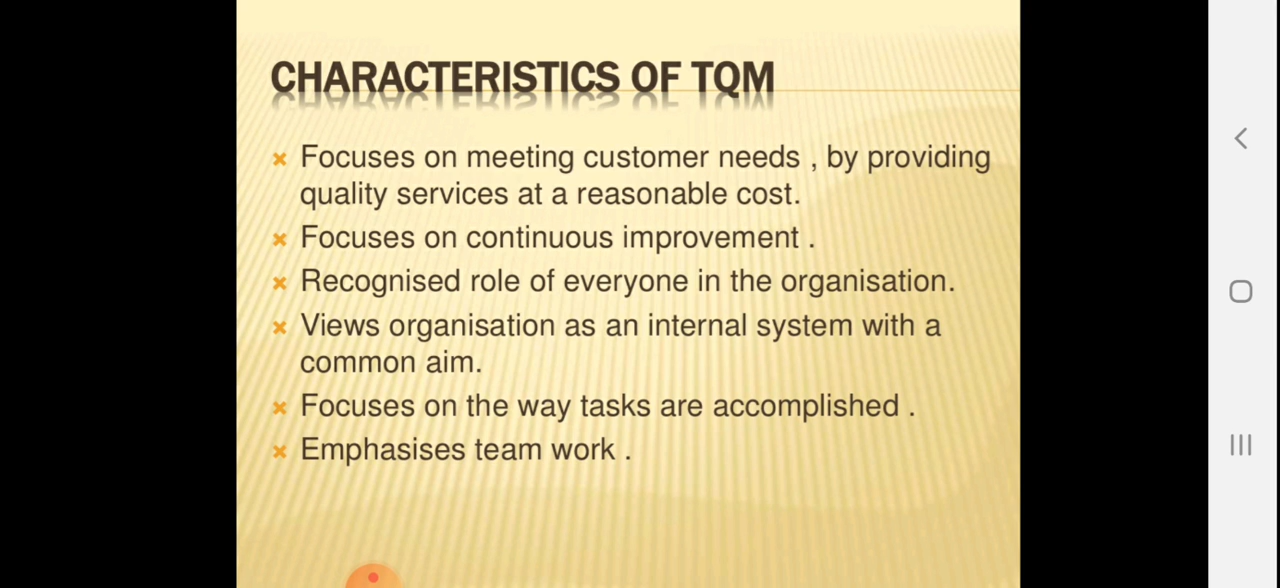 CHARACTERISTICS OF TQM
Focuses on meeting customer needs , by providing
quality services at a reasonable cost.
Focuses on continuous improvement .
Recognised role of everyone in the organisation.
Views organisation as an internal system with a
common aim.
Focuses on the way tasks are accomplished .
Emphasises team work .